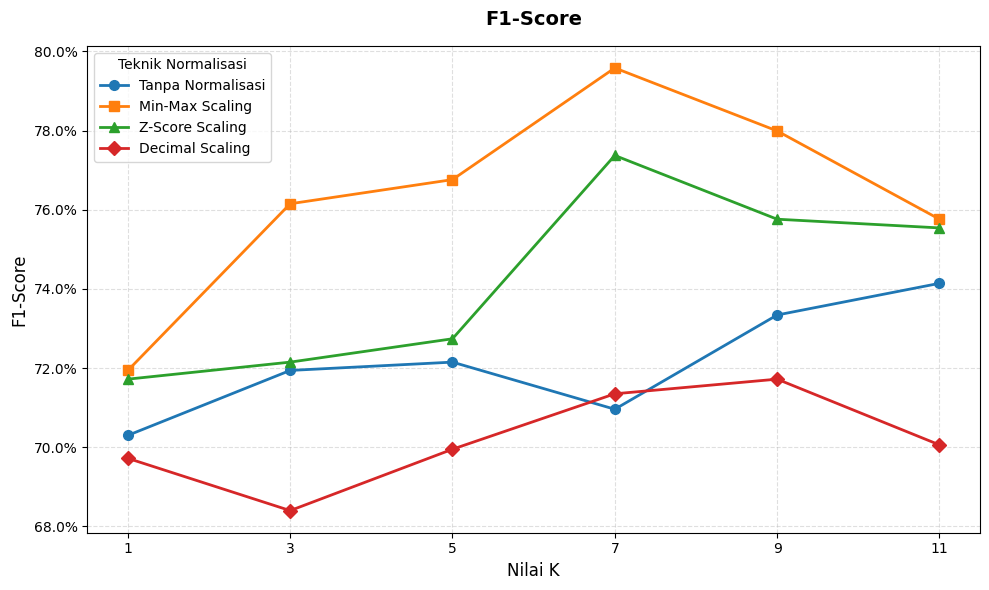 F1-Score
80.0%
78.0%
76.0%
74.0%
72.0%
70.0%
68.0%
F1-Score
Teknik Normalisasi
Tanpa Normalisasi
Min-Max Scaling
Z-Score Scaling
Decimal Scaling
1 3 5 7 9 11
Nilai K